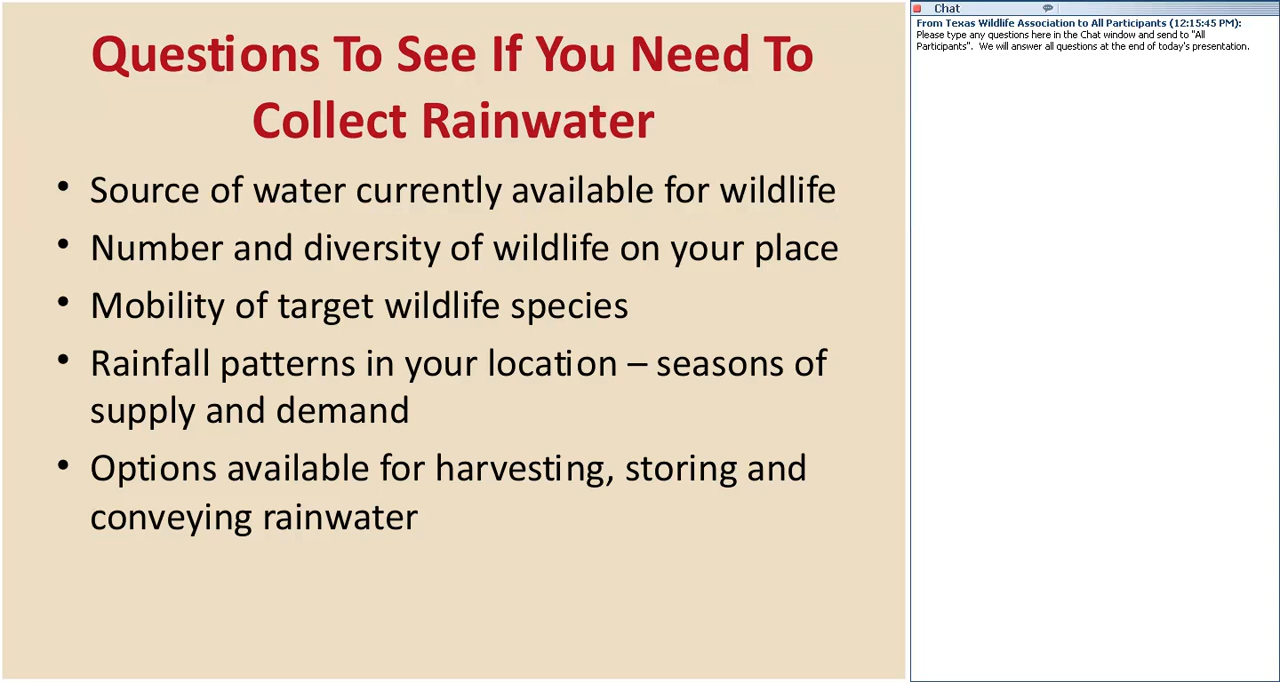 Questions To See If You Need To
Collect Rainwater
• Source of water currently available for wildlife
• Number and diversity of wildlife on your place
• Mobility of target wildlife species
• Rainfall patterns in your location – seasons of
supply and demand
• Options available for harvesting, storing and
conveying rainwater
Chat
From Texas Wildlife Association to All Participants (12:15:45 PM):
Please type any questions here in the Chat window and send to "All
Participants". We will answer all questions at the end of today's presentation.